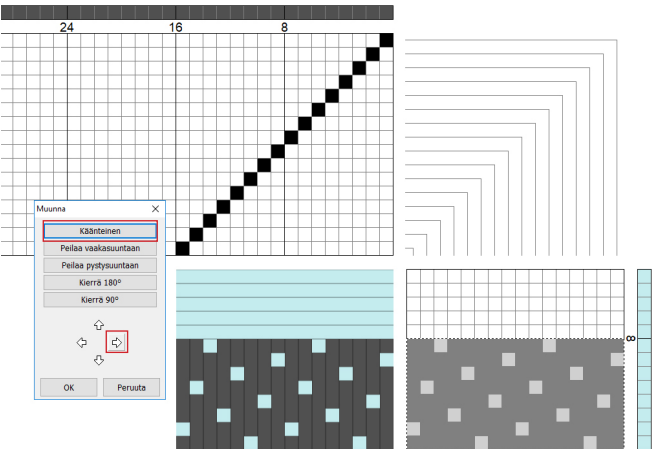 24 16 8
Muunna
Käänteinen
Peilaa vaakasuuntaan
Peilaa pystysuuntaan
Kierrä 180°
Kierrä 90°
OK Peruuta
8